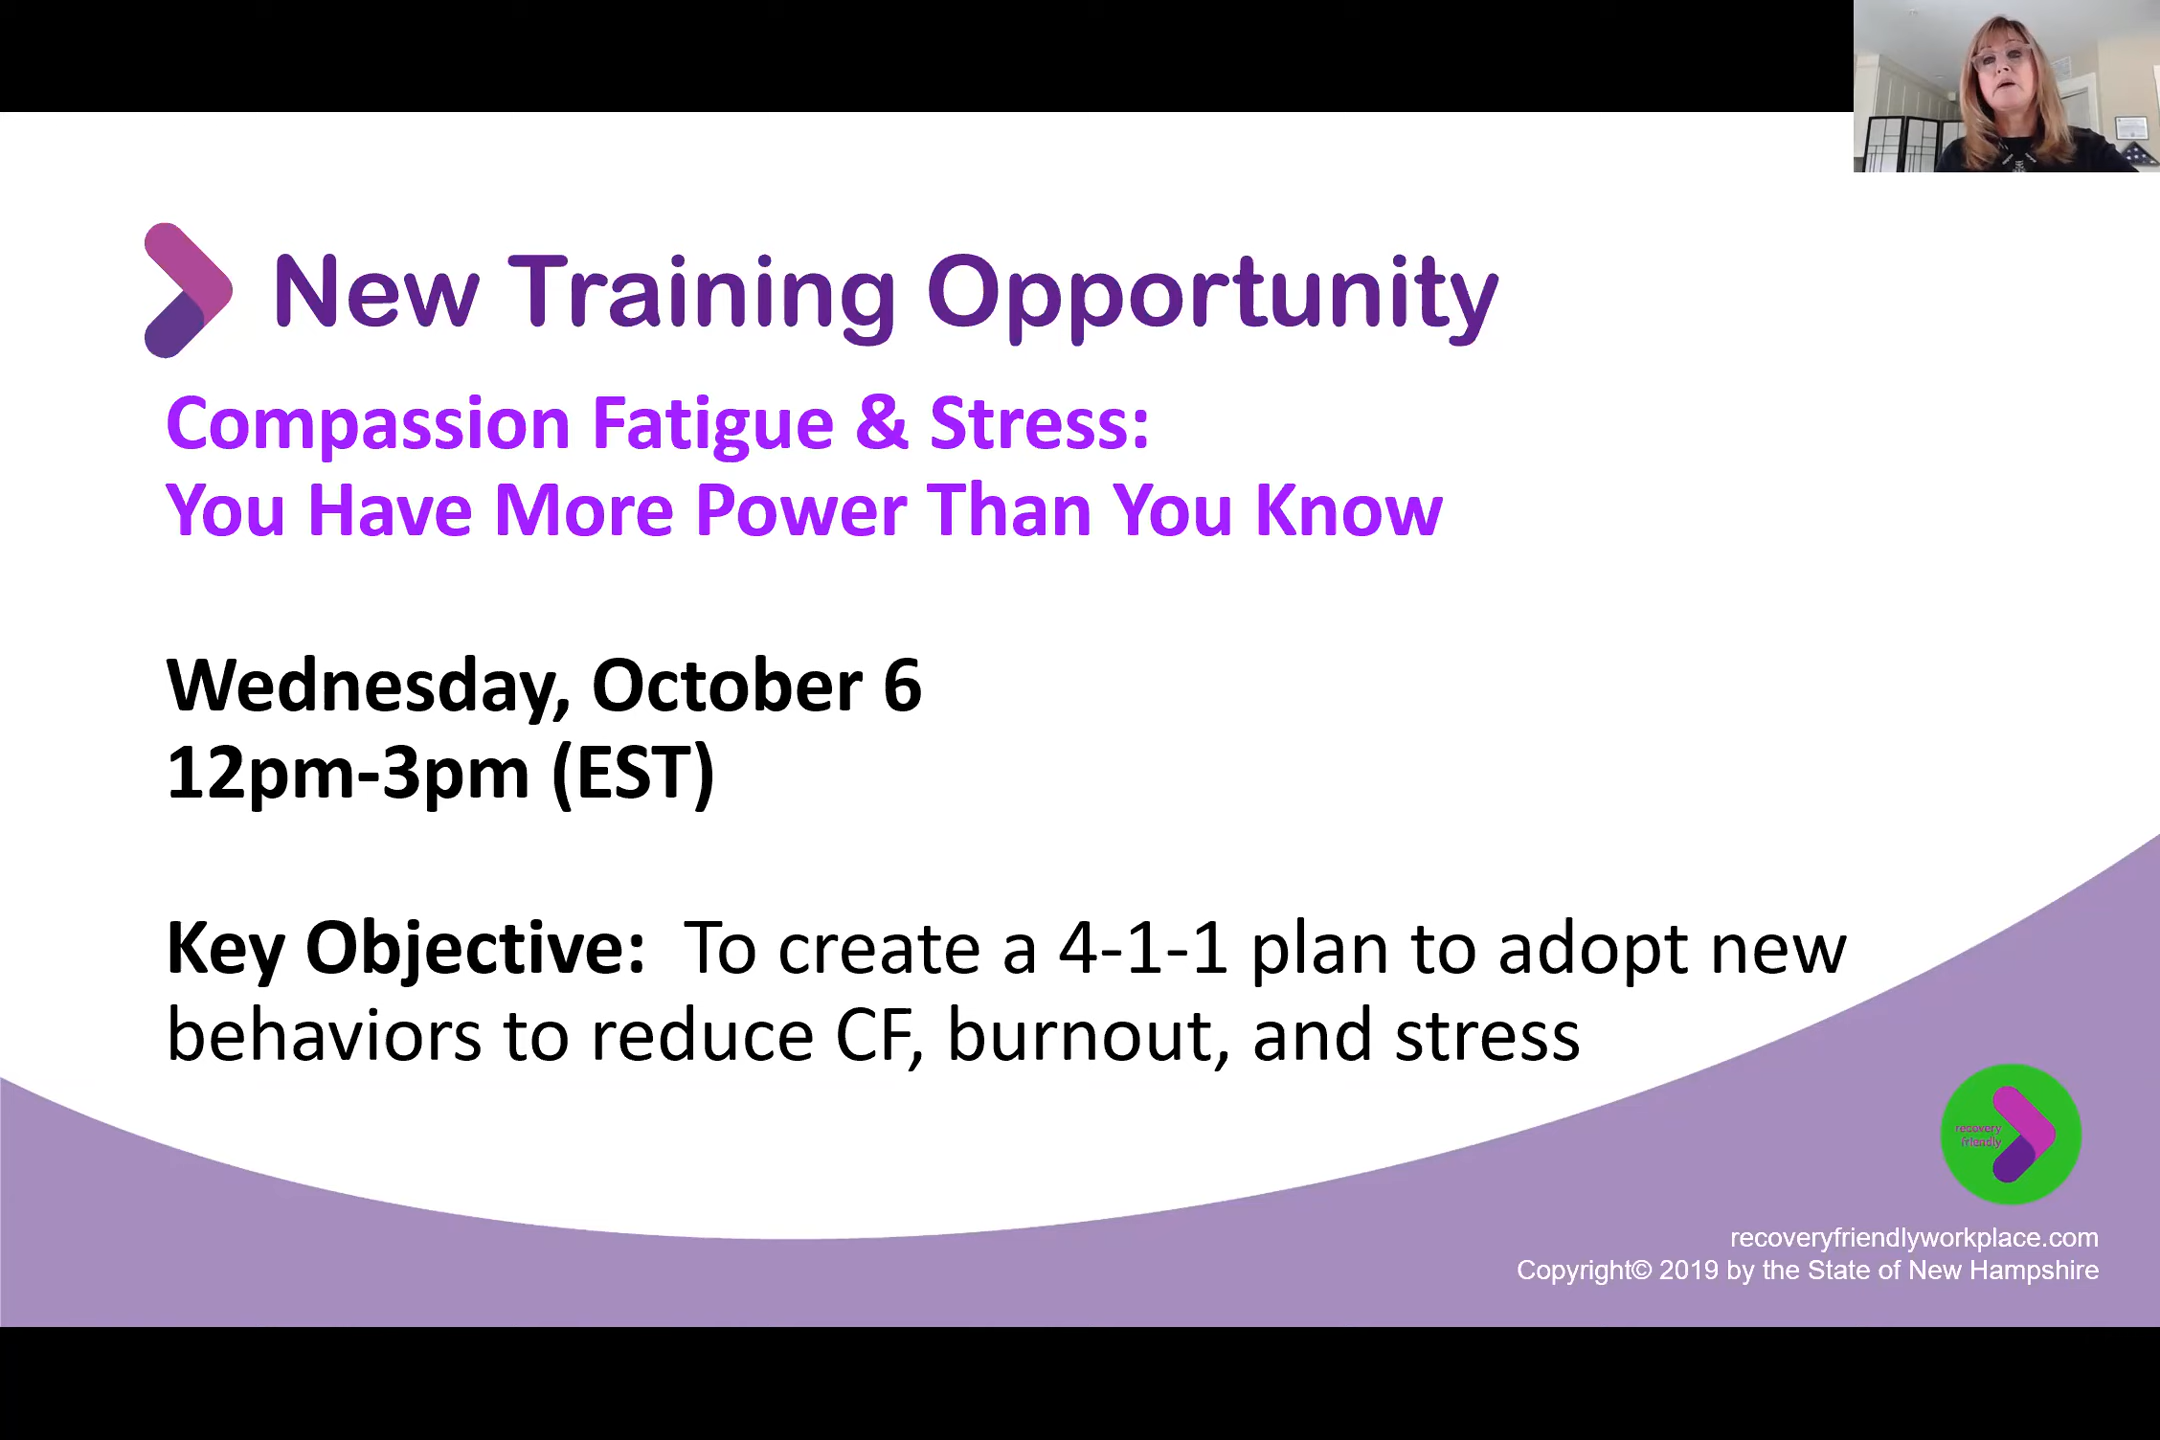 New Training Opportunity
Compassion Fatigue & Stress:
You Have More Power Than You Know
Wednesday, October 6
12pm-3pm (EST)
Key Objective: To create a 4-1-1 plan to adopt new
behaviors to reduce CF, burnout, and stress
recovery
friendly
recoveryfriendlyworkplace.com
Copyright© 2019 by the State of New Hampshire